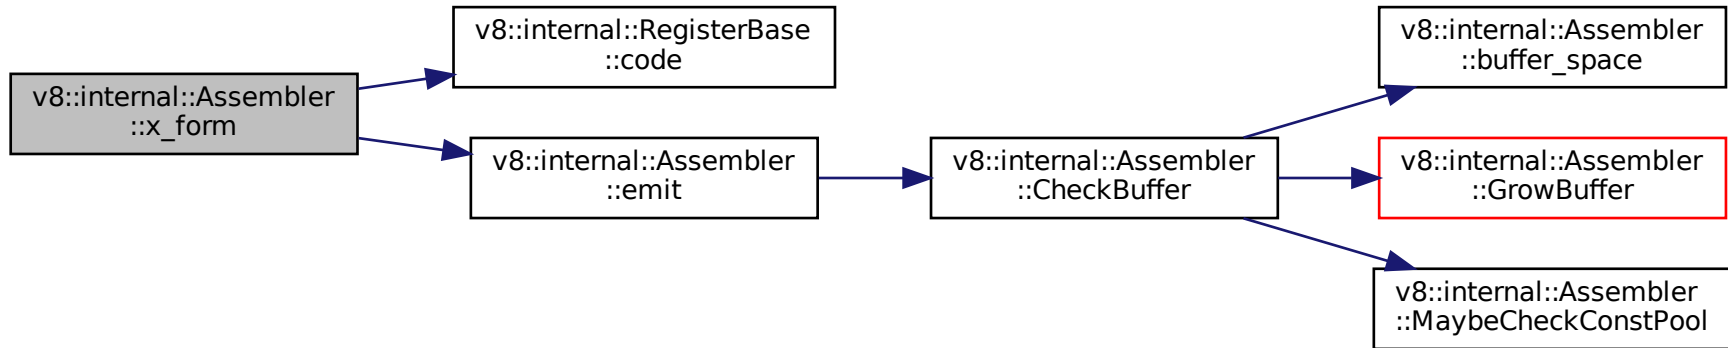 v8::internal::Assembler
::x_form
v8::internal::RegisterBase
::code
v8::internal::Assembler
::emit
v8::internal::Assembler
::CheckBuffer
v8::internal::Assembler
::buffer_space
v8::internal::Assembler
::GrowBuffer
v8::internal::Assembler
::MaybeCheckConstPool